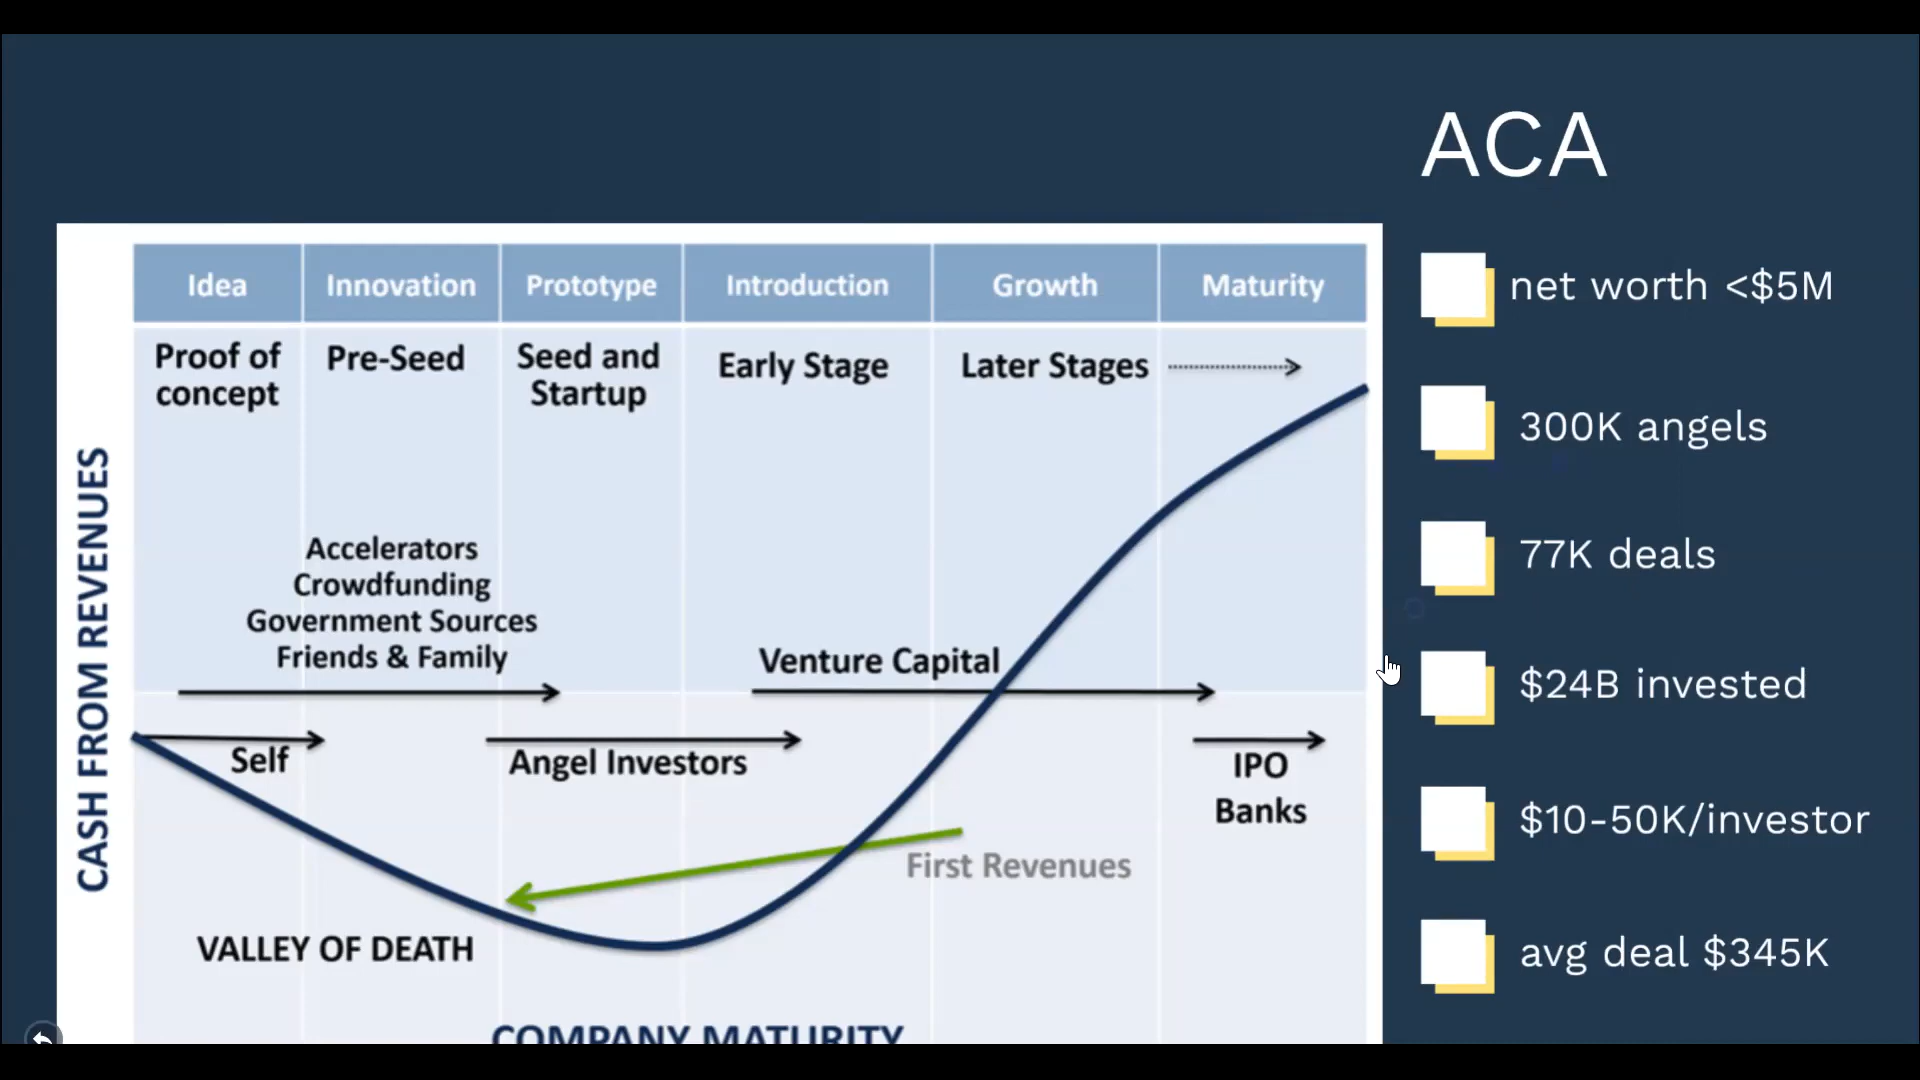 ACA
Idea
Innovation
Prototype
Introduction
Growth
Maturity
Proof of
concept
Pre-Seed
Seed and
Startup
Early Stage
Later Stages
CASH FROM REVENUES
Accelerators
Crowdfunding
Government Sources
Friends & Family
Venture Capital
Self
Angel Investors
IPO
Banks
First Revenues
VALLEY OF DEATH
COMPANY MATURITY
net worth <$5M
300K angels
77K deals
$24B invested
$10-50K/investor
avg deal $345K